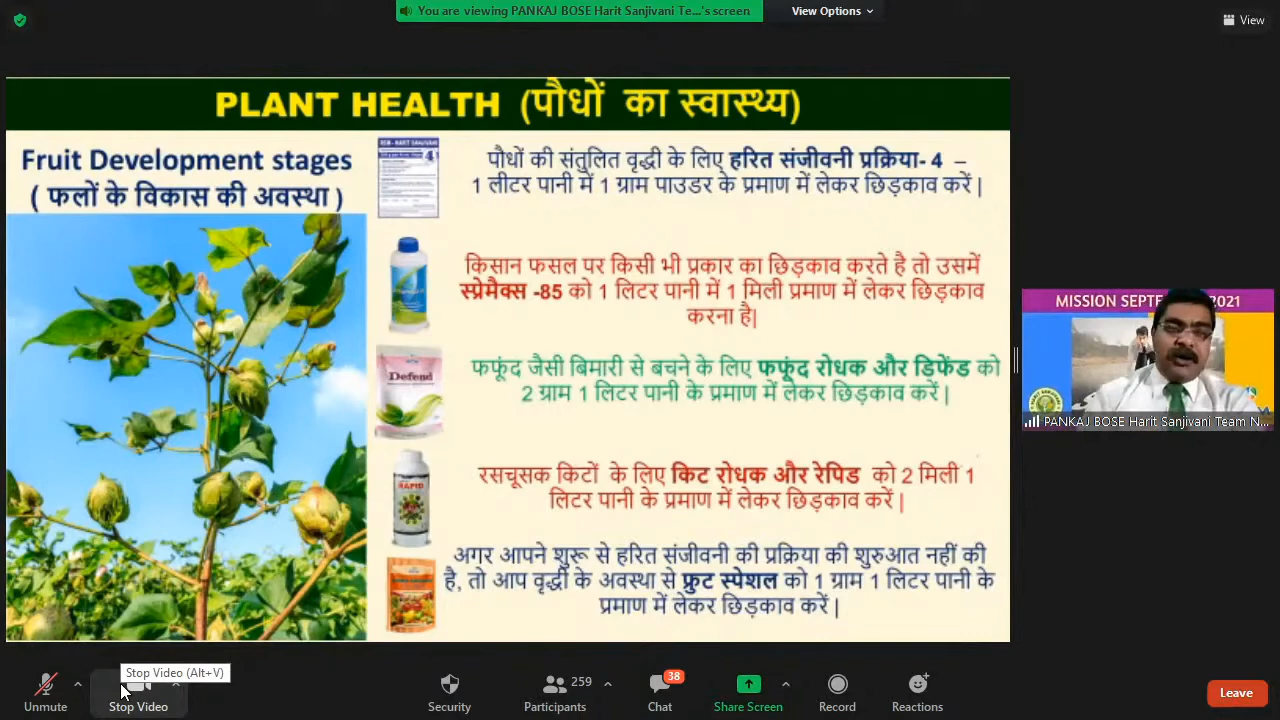 You are viewing PANKAJ BOSE Harit Sanjivani Te...'s screen
View Options
View
PLANT HEALTH (पौधों का स्वास्थ्य)
Fruit Development stages
( फलों के विकास की अवस्था )
HARIT SANJIVANI
4
पौधों की संतुलित वृद्धी के लिए हरित संजीवनी प्रक्रिया- 4 –
1 लीटर पानी में 1 ग्राम पाउडर के प्रमाण में लेकर छिड़काव करें |
किसान फसल पर किसी भी प्रकार का छिड़काव करते है तो उसमें
स्प्रेमैक्स -85 को 1 लिटर पानी में 1 मिली प्रमाण में लेकर छिड़काव
करना है|
Defend
फफूंद जैसी बिमारी से बचने के लिए फफूंद रोधक और डिफेंड को
2 ग्राम 1 लिटर पानी के प्रमाण में लेकर छिड़काव करें |
RAPID
रसचूसक किटों के लिए किट रोधक और रेपिड को 2 मिली 1
लिटर पानी के प्रमाण में लेकर छिड़काव करें |
अगर आपने शुरू से हरित संजीवनी की प्रक्रिया की शुरुआत नहीं की
है, तो आप वृद्धी के अवस्था से फ्रुट स्पेशल को 1 ग्राम 1 लिटर पानी के
प्रमाण में लेकर छिड़काव करें |
MISSION SEPTE 2021
PANKAJ BOSE Harit Sanjivani Team N...
Stop Video (Alt+V)
Unmute
Stop Video
Security
259
Participants
38
Chat
Share Screen
Record
Reactions
Leave